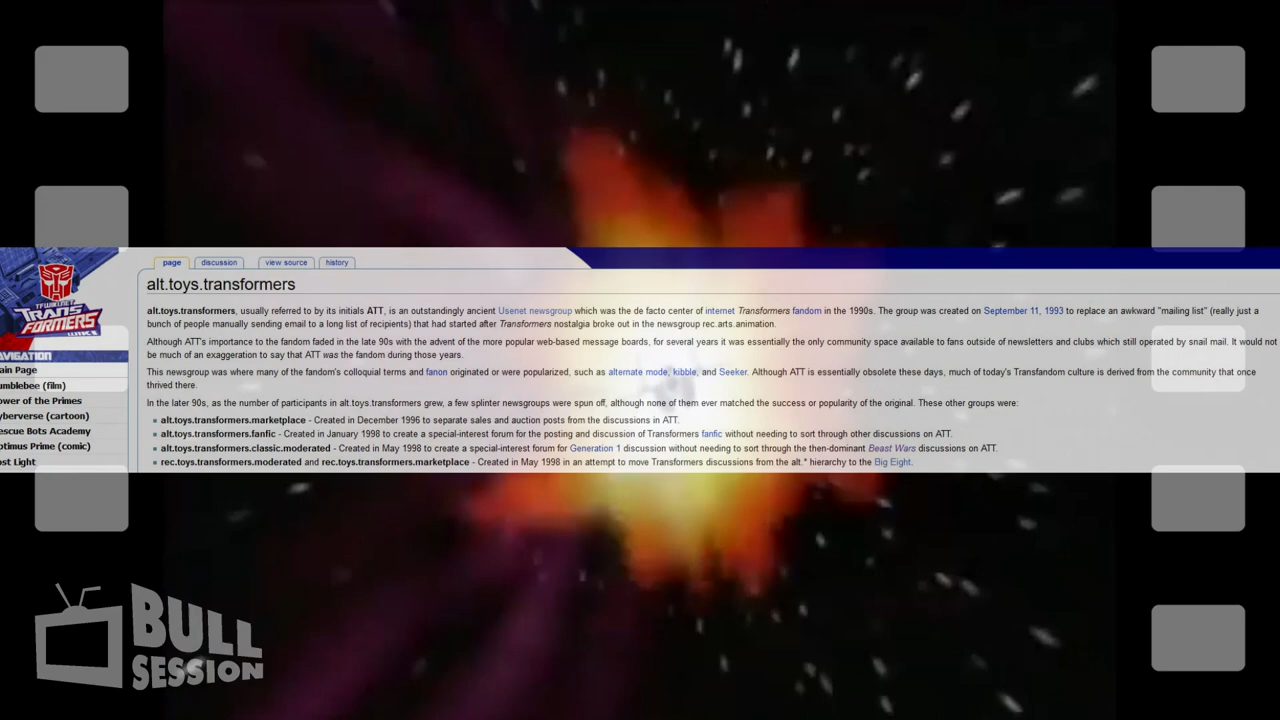 page
discussion
view source
history
TFWIKI.NET
TRANS
FORMERS
alt.toys.transformers
alt.toys.transformers, usually referred to by its initials ATT, is an outstandingly ancient Usenet newsgroup which was the de facto center of internet Transformers fandom in the 1990s. The group was created on September 11, 1993 to replace an awkward "mailing list" (really just a
bunch of people manually sending email to a long list of recipients) that had started after Transformers nostalgia broke out in the newsgroup rec.arts.animation.
Although ATT's importance to the fandom faded in the late 90s with the advent of the more popular web-based message boards, for several years it was essentially the only community space available to fans outside of newsletters and clubs which still operated by snail mail. It would not
be much of an exaggeration to say that ATT was the fandom during those years.
This newsgroup was where many of the fandom's colloquial terms and fanon originated or were popularized, such as alternate mode, kibble, and Seeker. Although ATT is essentially obsolete these days, much of today's Transfandom culture is derived from the community that once
thrived there.
In the later 90s, as the number of participants in alt.toys.transformers grew, a few splinter newsgroups were spun off, although none of them ever matched the success or popularity of the original. These other groups were:
alt.toys.transformers.marketplace - Created in December 1996 to separate sales and auction posts from the discussions in ATT.
alt.toys.transformers.fanfic - Created in January 1998 to create a special-interest forum for the posting and discussion of Transformers fanfic without needing to sort through other discussions on ATT.
alt.toys.transformers.classic.moderated - Created in May 1998 to create a special-interest forum for Generation 1 discussion without needing to sort through the then-dominant Beast Wars discussions on ATT.
rec.toys.transformers.moderated and rec.toys.transformers.marketplace - Created in May 1998 in an attempt to move Transformers discussions from the alt.* hierarchy to the Big Eight.
AVIGATION
ain Page
umblebee (film)
ower of the Primes
yberverse (cartoon)
escue Bots Academy
ptimus Prime (comic)
ost Light
BULL
SESSION